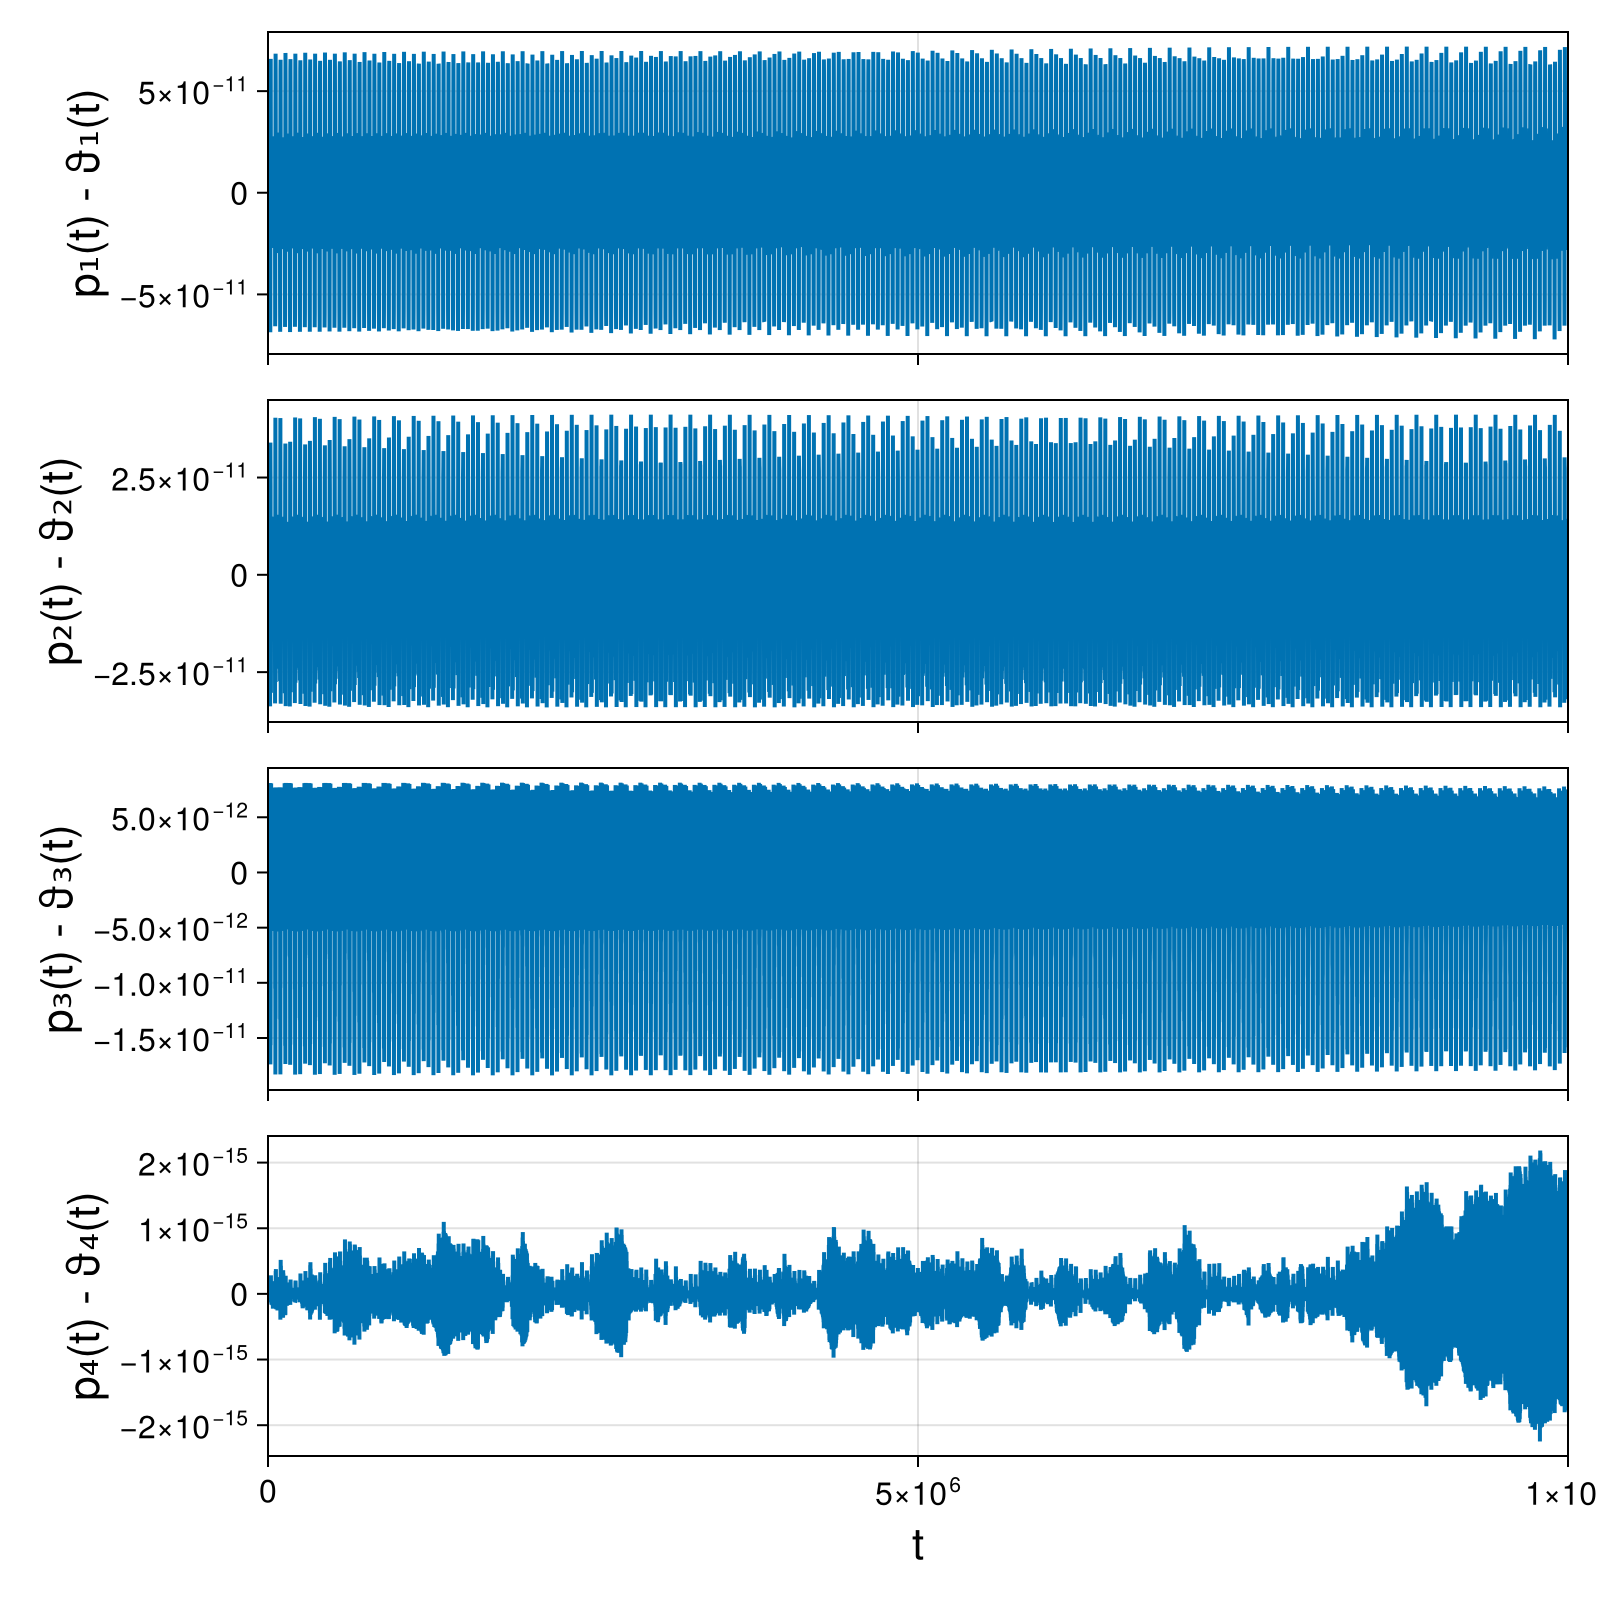 p₁(t) - ϑ₁(t)
5×10⁻¹¹
0
−5×10⁻¹¹
p₂(t) - ϑ₂(t)
2.5×10⁻¹¹
0
−2.5×10⁻¹¹
p₃(t) - ϑ₃(t)
5.0×10⁻¹²
0
−5.0×10⁻¹²
−1.0×10⁻¹¹
−1.5×10⁻¹¹
p₄(t) - ϑ₄(t)
2×10⁻¹⁵
1×10⁻¹⁵
0
−1×10⁻¹⁵
−2×10⁻¹⁵
0 5×10⁶ 1×10
t